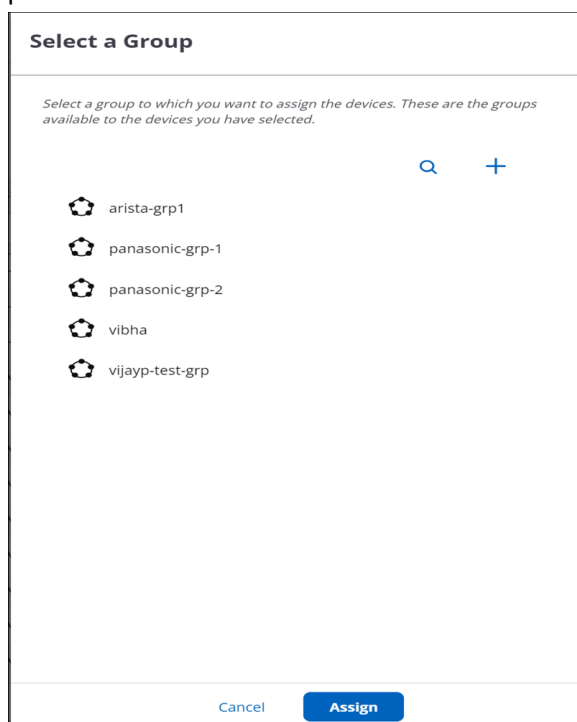 Select a Group
Select a group to which you want to assign the devices. These are the groups
available to the devices you have selected.
arista-grp1
panasonic-grp-1
panasonic-grp-2
vibha
vijayp-test-grp
Cancel Assign